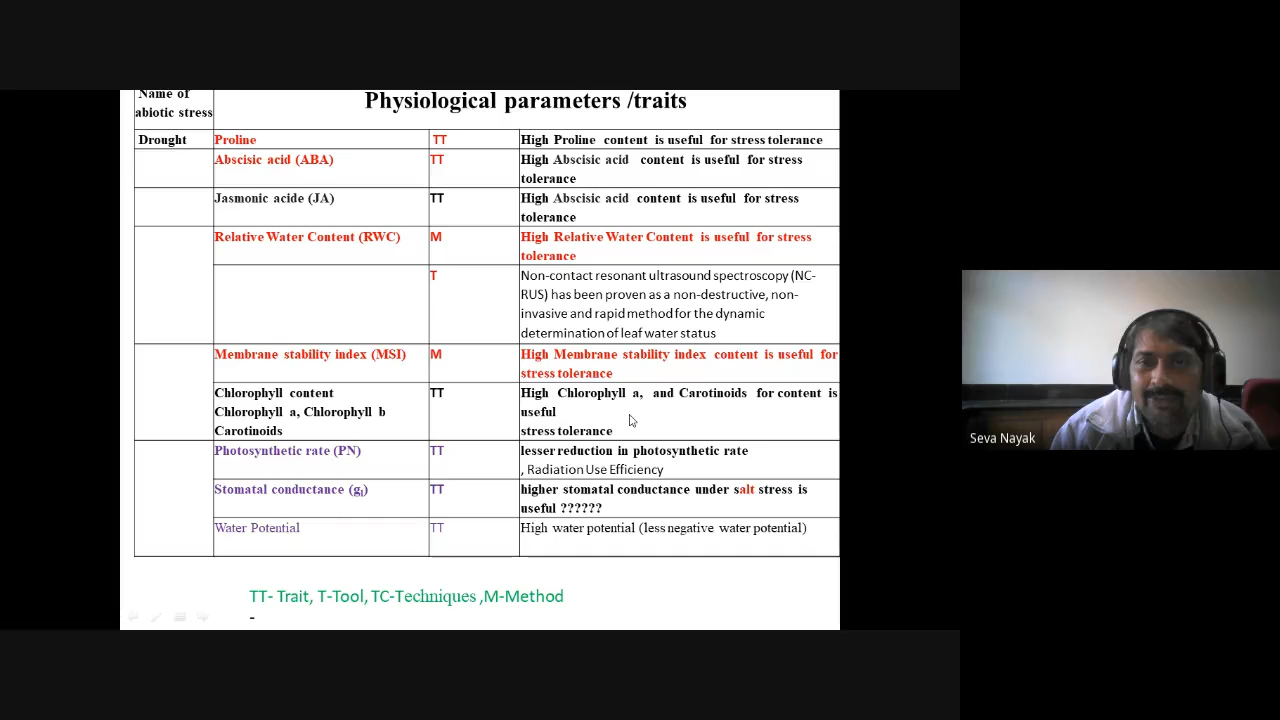 Name of
abiotic stress
Physiological parameters /traits
Drought
Proline
TT
High Proline content is useful for stress tolerance
Abscisic acid (ABA)
TT
High Abscisic acid content is useful for stress
tolerance
Jasmonic acide (JA)
TT
High Abscisic acid content is useful for stress
tolerance
Relative Water Content (RWC)
M
High Relative Water Content is useful for stress
tolerance
T
Non-contact resonant ultrasound spectroscopy (NC-
RUS) has been proven as a non-destructive, non-
invasive and rapid method for the dynamic
determination of leaf water status
Membrane stability index (MSI)
M
High Membrane stability index content is useful for
stress tolerance
Chlorophyll content
Chlorophyll a, Chlorophyll b
Carotinoids
TT
High Chlorophyll a, and Carotinoids for content is
useful
stress tolerance
Photosynthetic rate (PN)
TT
lesser reduction in photosynthetic rate
, Radiation Use Efficiency
Stomatal conductance (gt)
TT
higher stomatal conductance under salt stress is
useful ??????
Water Potential
TT
High water potential (less negative water potential)
TT- Trait, T-Tool, TC-Techniques ,M-Method
-
Seva Nayak